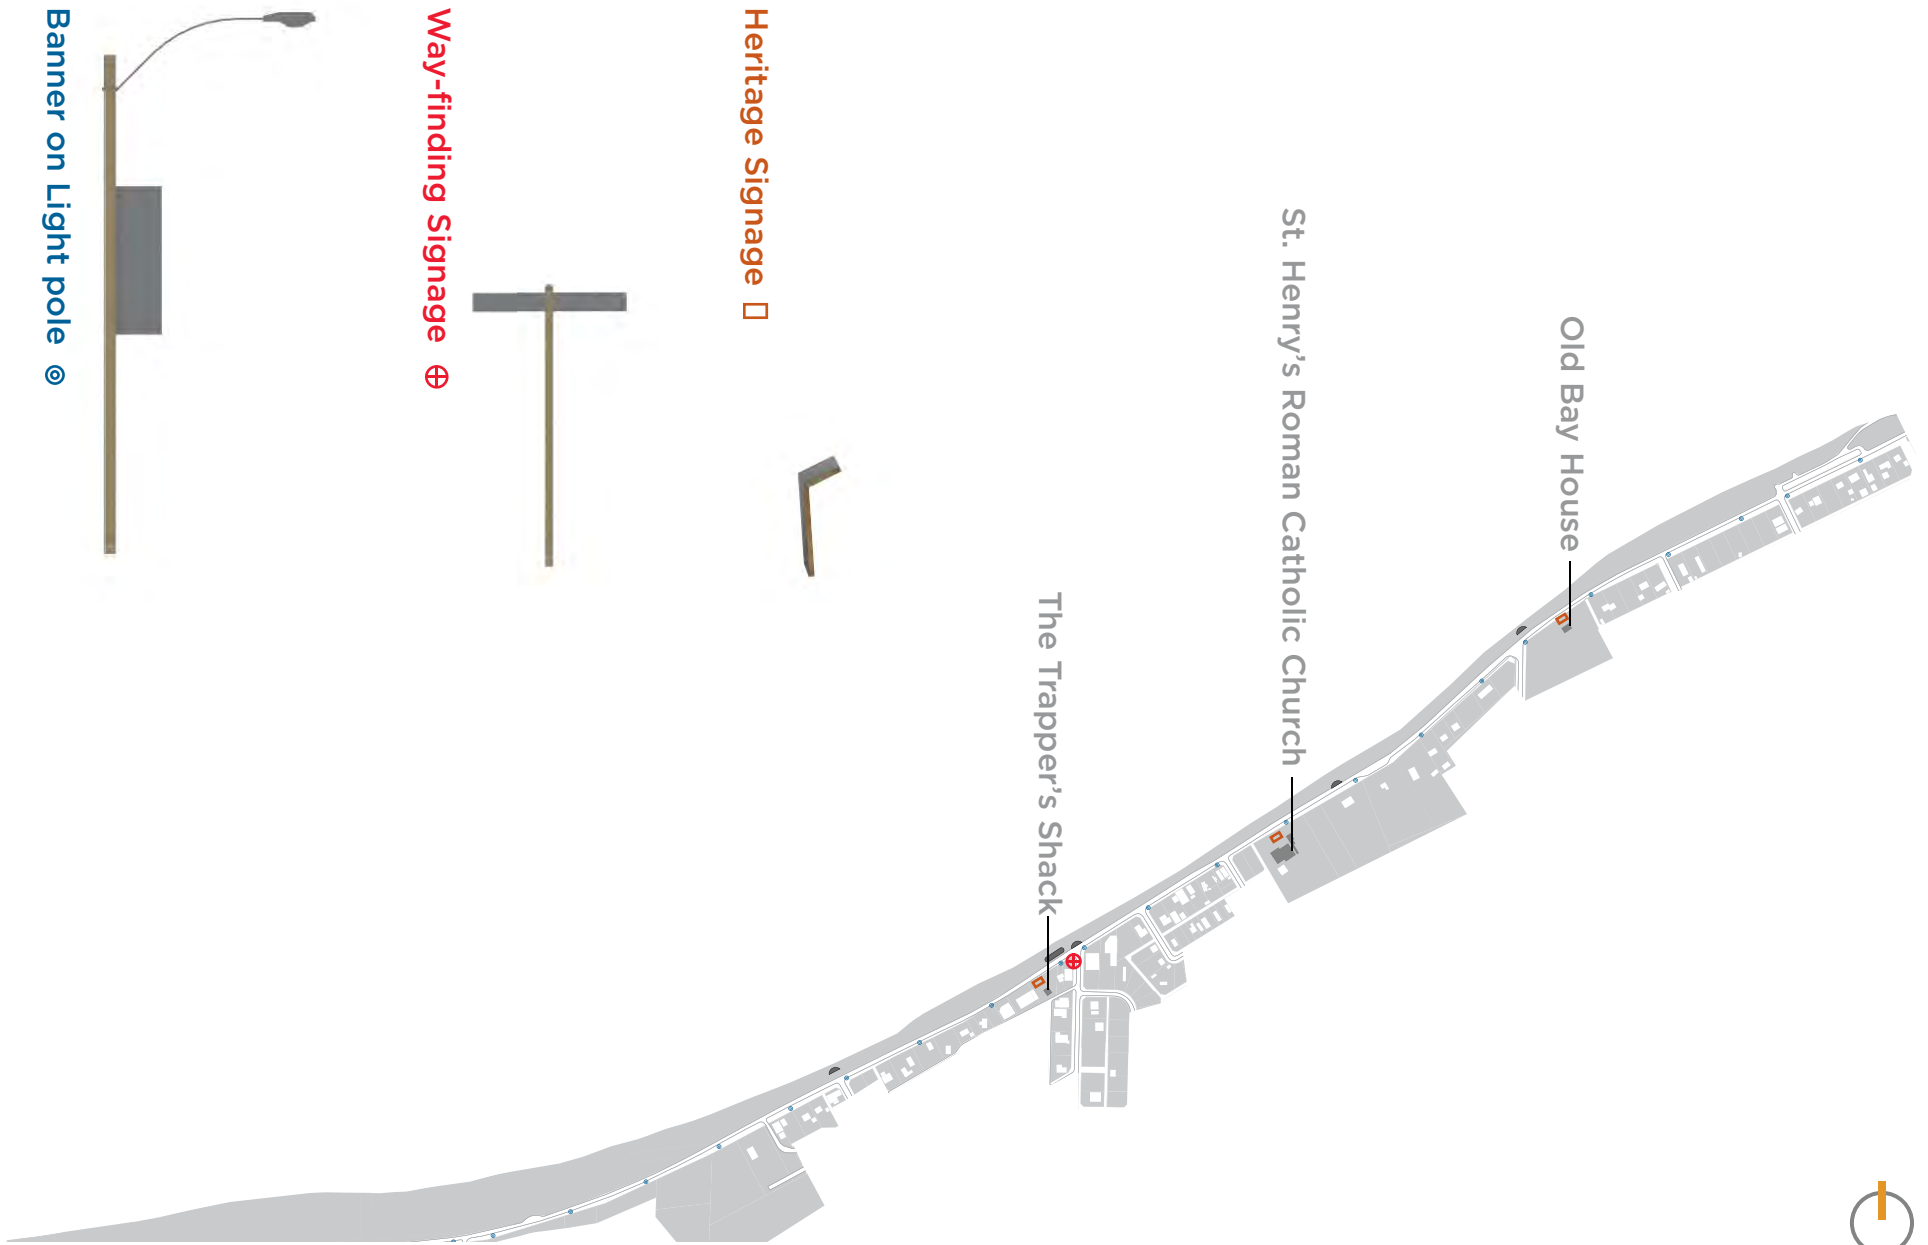 Banner on Light pole
Way-finding Signage
Heritage Signage
The Trapper's Shack
St. Henry's Roman Catholic Church
Old Bay House